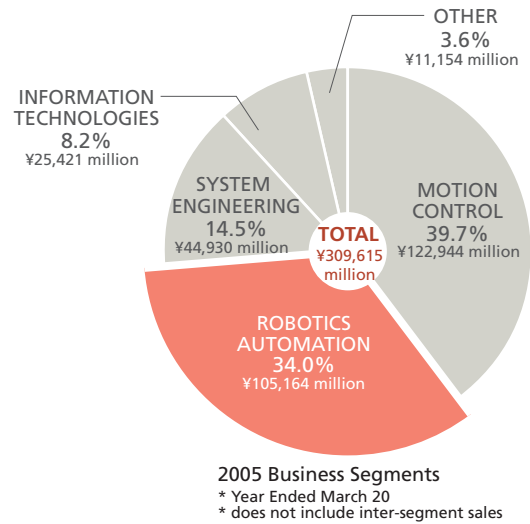 OTHER
3.6%
¥11,154 million
INFORMATION
TECHNOLOGIES
8.2%
¥25,421 million
SYSTEM
ENGINEERING
14.5%
¥44,930 million
MOTION
CONTROL
39.7%
¥122,944 million
TOTAL
¥309,615
million
ROBOTICS
AUTOMATION
34.0%
¥105,164 million
2005 Business Segments
* Year Ended March 20
* does not include inter-segment sales